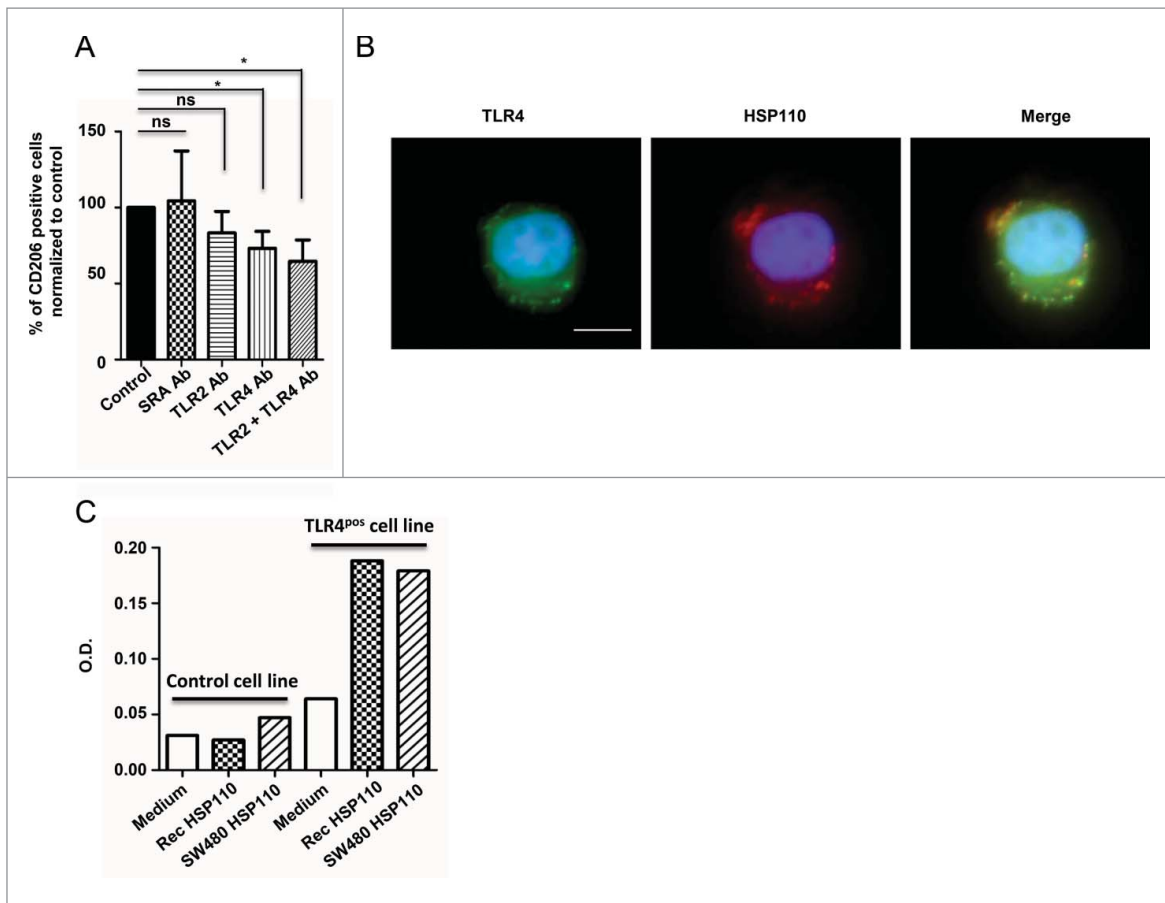 A
*
*
ns
ns
% of CD206 positive cells
normalized to control
150
100
50
0
Control
SRA Ab
TLR2 Ab
TLR4 Ab
TLR2 + TLR4 Ab
B
TLR4
HSP110
Merge
C
TLR4pos cell line
Control cell line
O.D.
0.20
0.15
0.10
0.05
0.00
Medium
Rec HSP110
SW480 HSP110
Medium
Rec HSP110
SW480 HSP110